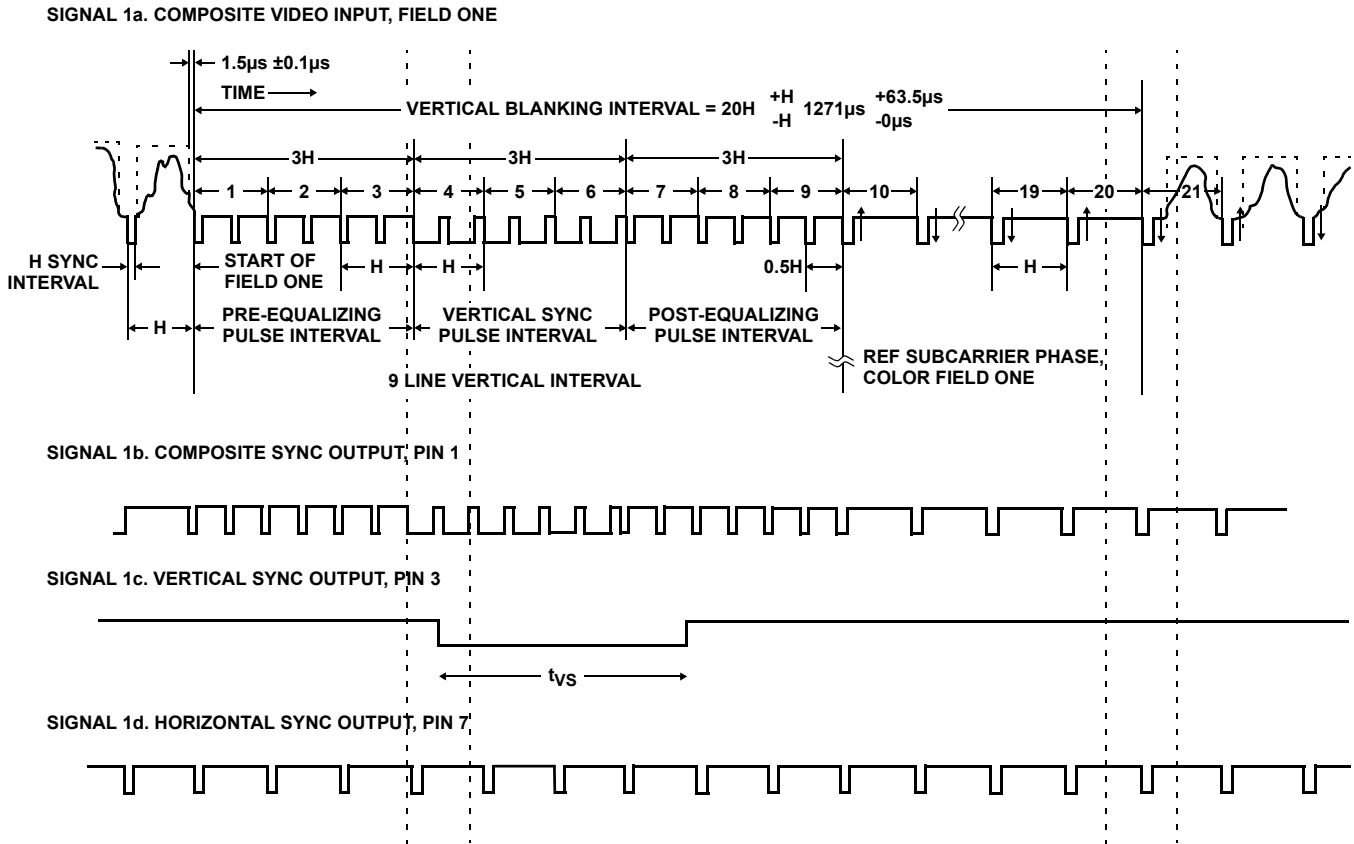 SIGNAL 1a. COMPOSITE VIDEO INPUT, FIELD ONE
1.5µs ±0.1µs
TIME
VERTICAL BLANKING INTERVAL = 20H +H -H 1271µs +63.5µs -0µs
3H 3H 3H
1 2 3 4 5 6 7 8 9 10 19 20 21
H SYNC
INTERVAL
START OF
FIELD ONE
H H 0.5H H
H
PRE-EQUALIZING
PULSE INTERVAL
VERTICAL SYNC
PULSE INTERVAL
POST-EQUALIZING
PULSE INTERVAL
REF SUBCARRIER PHASE,
COLOR FIELD ONE
9 LINE VERTICAL INTERVAL
SIGNAL 1b. COMPOSITE SYNC OUTPUT, PIN 1
SIGNAL 1c. VERTICAL SYNC OUTPUT, PIN 3
tVS
SIGNAL 1d. HORIZONTAL SYNC OUTPUT, PIN 7